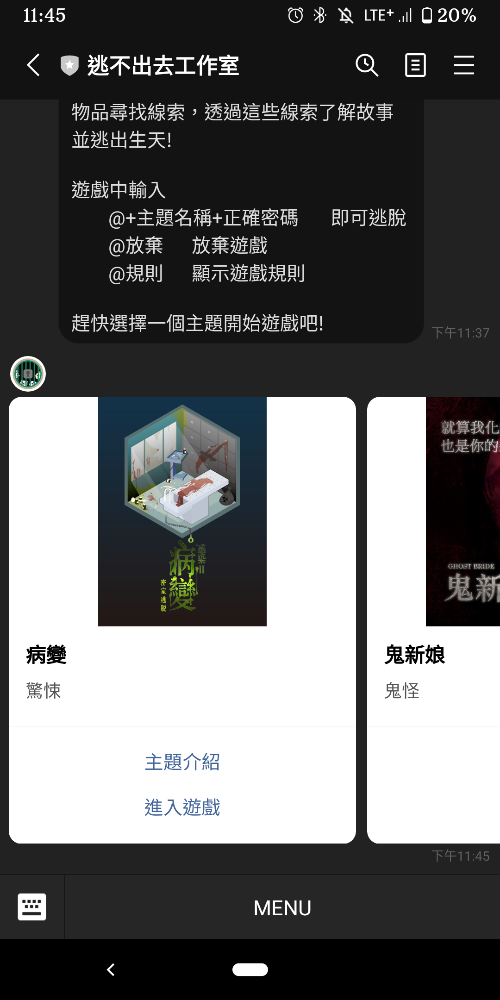 11:45
LTE+
20%
逃不出去工作室
物品尋找線索，透過這些線索了解故事
並逃出生天!
遊戲中輸入
@+主題名稱+正確密碼 即可逃脫
@放棄 放棄遊戲
@規則 顯示遊戲規則
趕快選擇一個主題開始遊戲吧!
下午11:37
感染II
病變
密室逃脫
病變
驚悚
主題介紹
進入遊戲
就算我化
也是你的
GHOST BRIDE
鬼新
鬼新娘
鬼怪
下午11:45
MENU